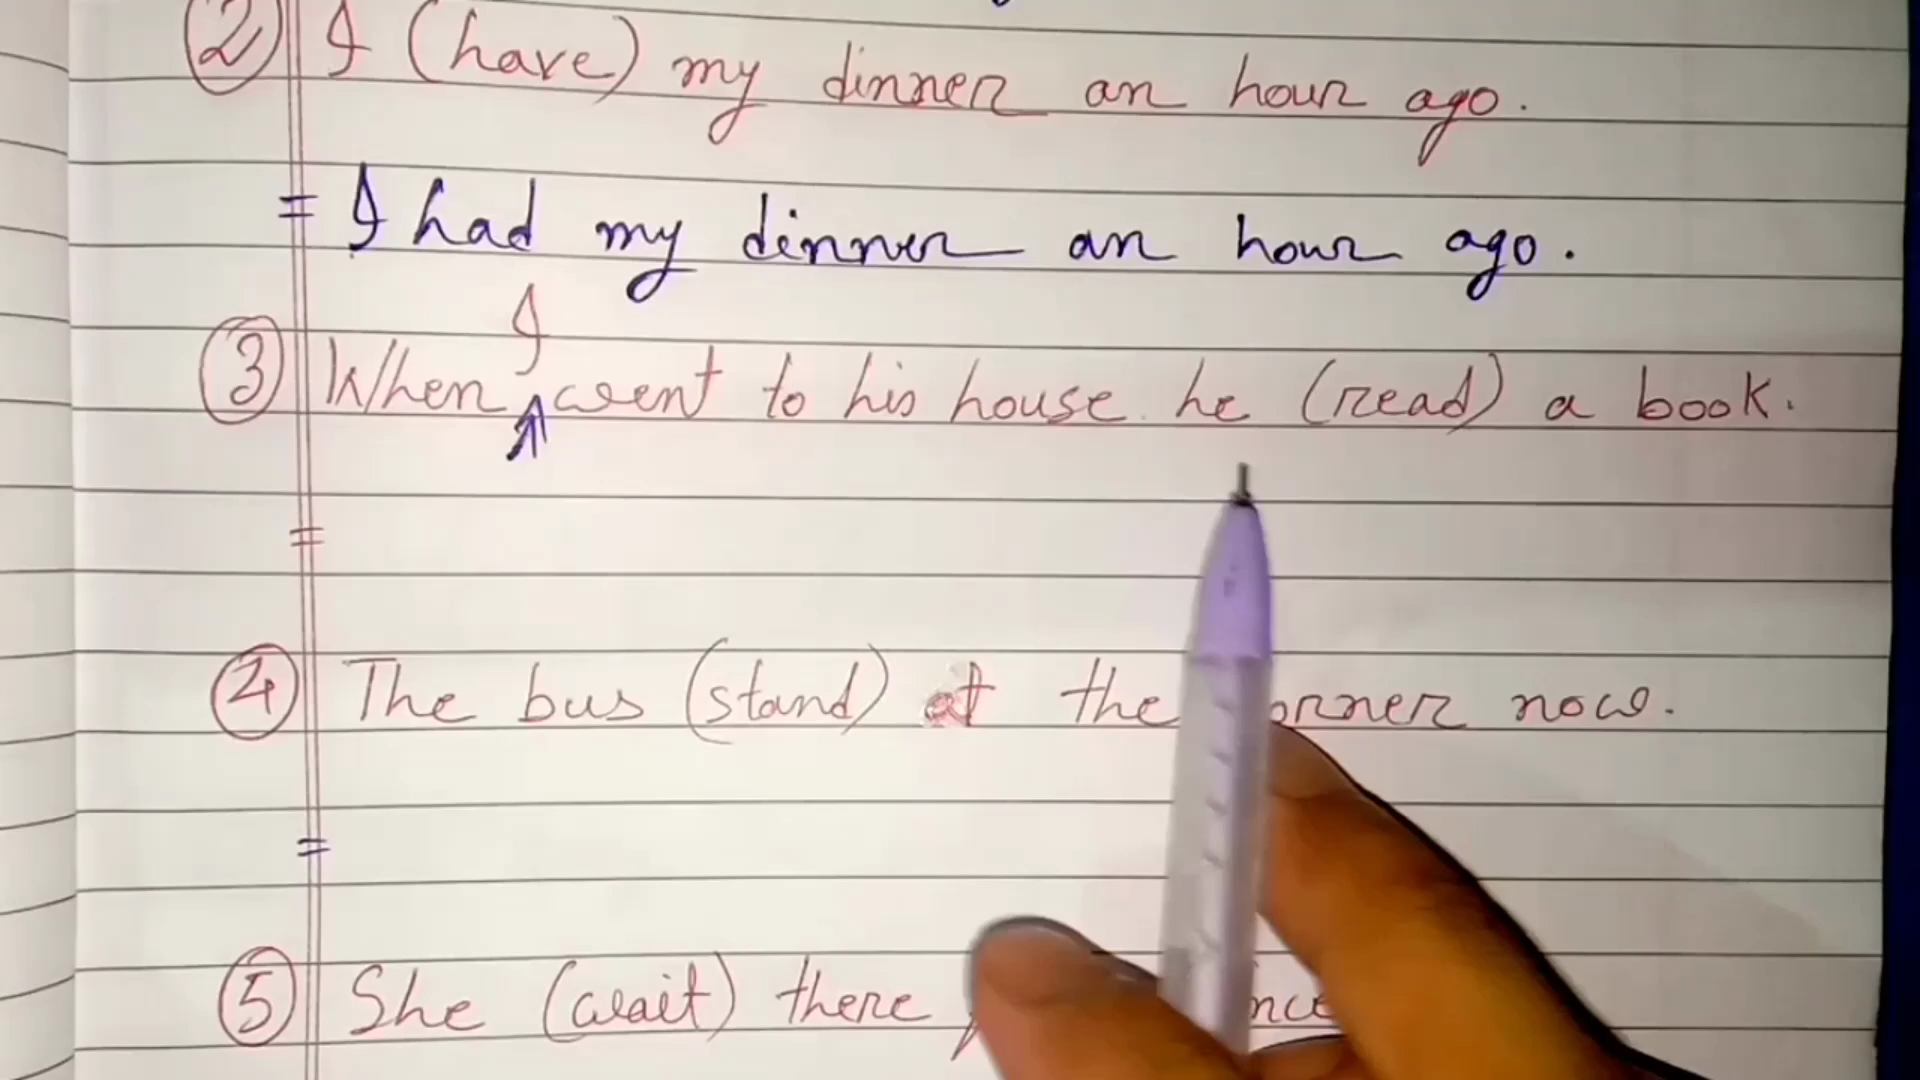 ② I (have) my dinner an hour ago.
= I had my dinner an hour ago.
I
③ When went to his house he (read) a book.
=
④ The bus (stand) at the now.
=
⑤ She (wait) there